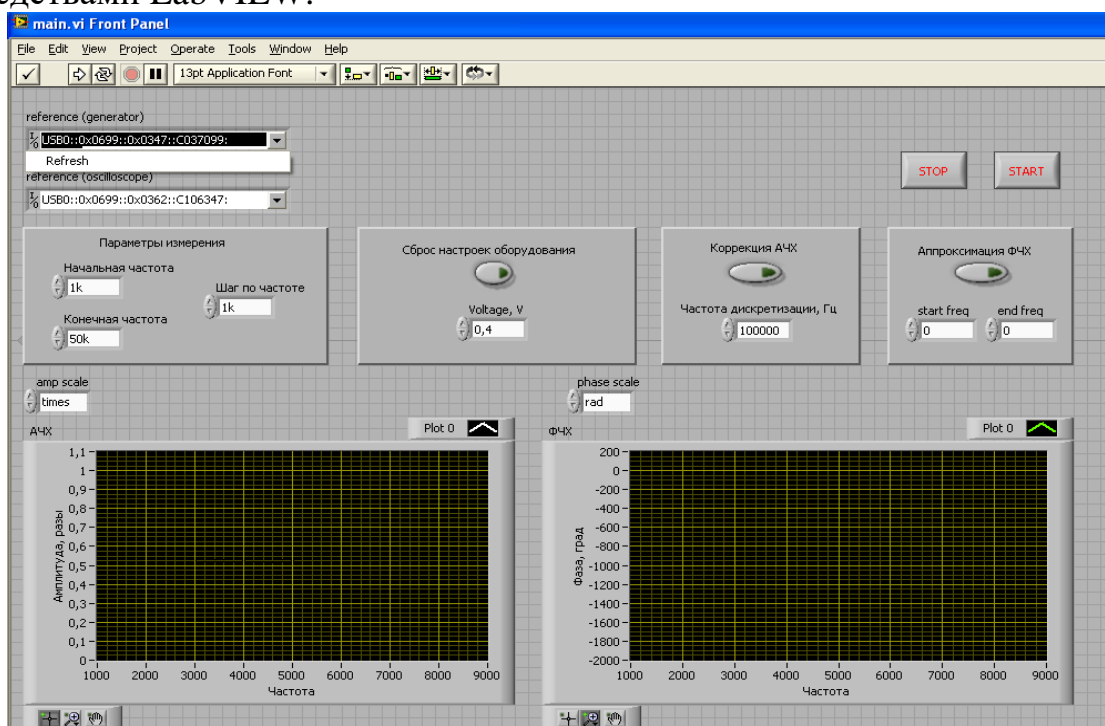 едствами LabVIEW.
main.vi Front Panel
File Edit View Project Operate Tools Window Help
13pt Application Font
reference (generator)
USB0::0x0699::0x0347::C037099:
Refresh
reference (oscilloscope)
USB0::0x0699::0x0362::C106347:
STOP START
Параметры измерения
Начальная частота
1k
Шаг по частоте
1k
Конечная частота
50k
Сброс настроек оборудования
Voltage, V
0,4
Коррекция АЧХ
Частота дискретизации, Гц
100000
Аппроксимация ФЧХ
start freq end freq
0 0
amp scale
times
phase scale
rad
АЧХ
Plot 0
1,1
1
0,9
0,8
0,7
0,6
0,5
0,4
0,3
0,2
0,1
0
Амплитуда, разы
1000 2000 3000 4000 5000 6000 7000 8000 9000
Частота
ФЧХ
Plot 0
200
0
-200
-400
-600
-800
-1000
-1200
-1400
-1600
-1800
-2000
Фаза, град
1000 2000 3000 4000 5000 6000 7000 8000 9000
Частота